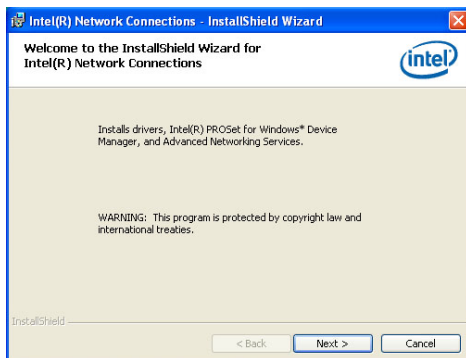 Intel(R) Network Connections - InstallShield Wizard
Welcome to the InstallShield Wizard for
Intel(R) Network Connections
intel
Installs drivers, Intel(R) PROSet for Windows* Device
Manager, and Advanced Networking Services.
WARNING: This program is protected by copyright law and
international treaties.
InstallShield
< Back
Next >
Cancel